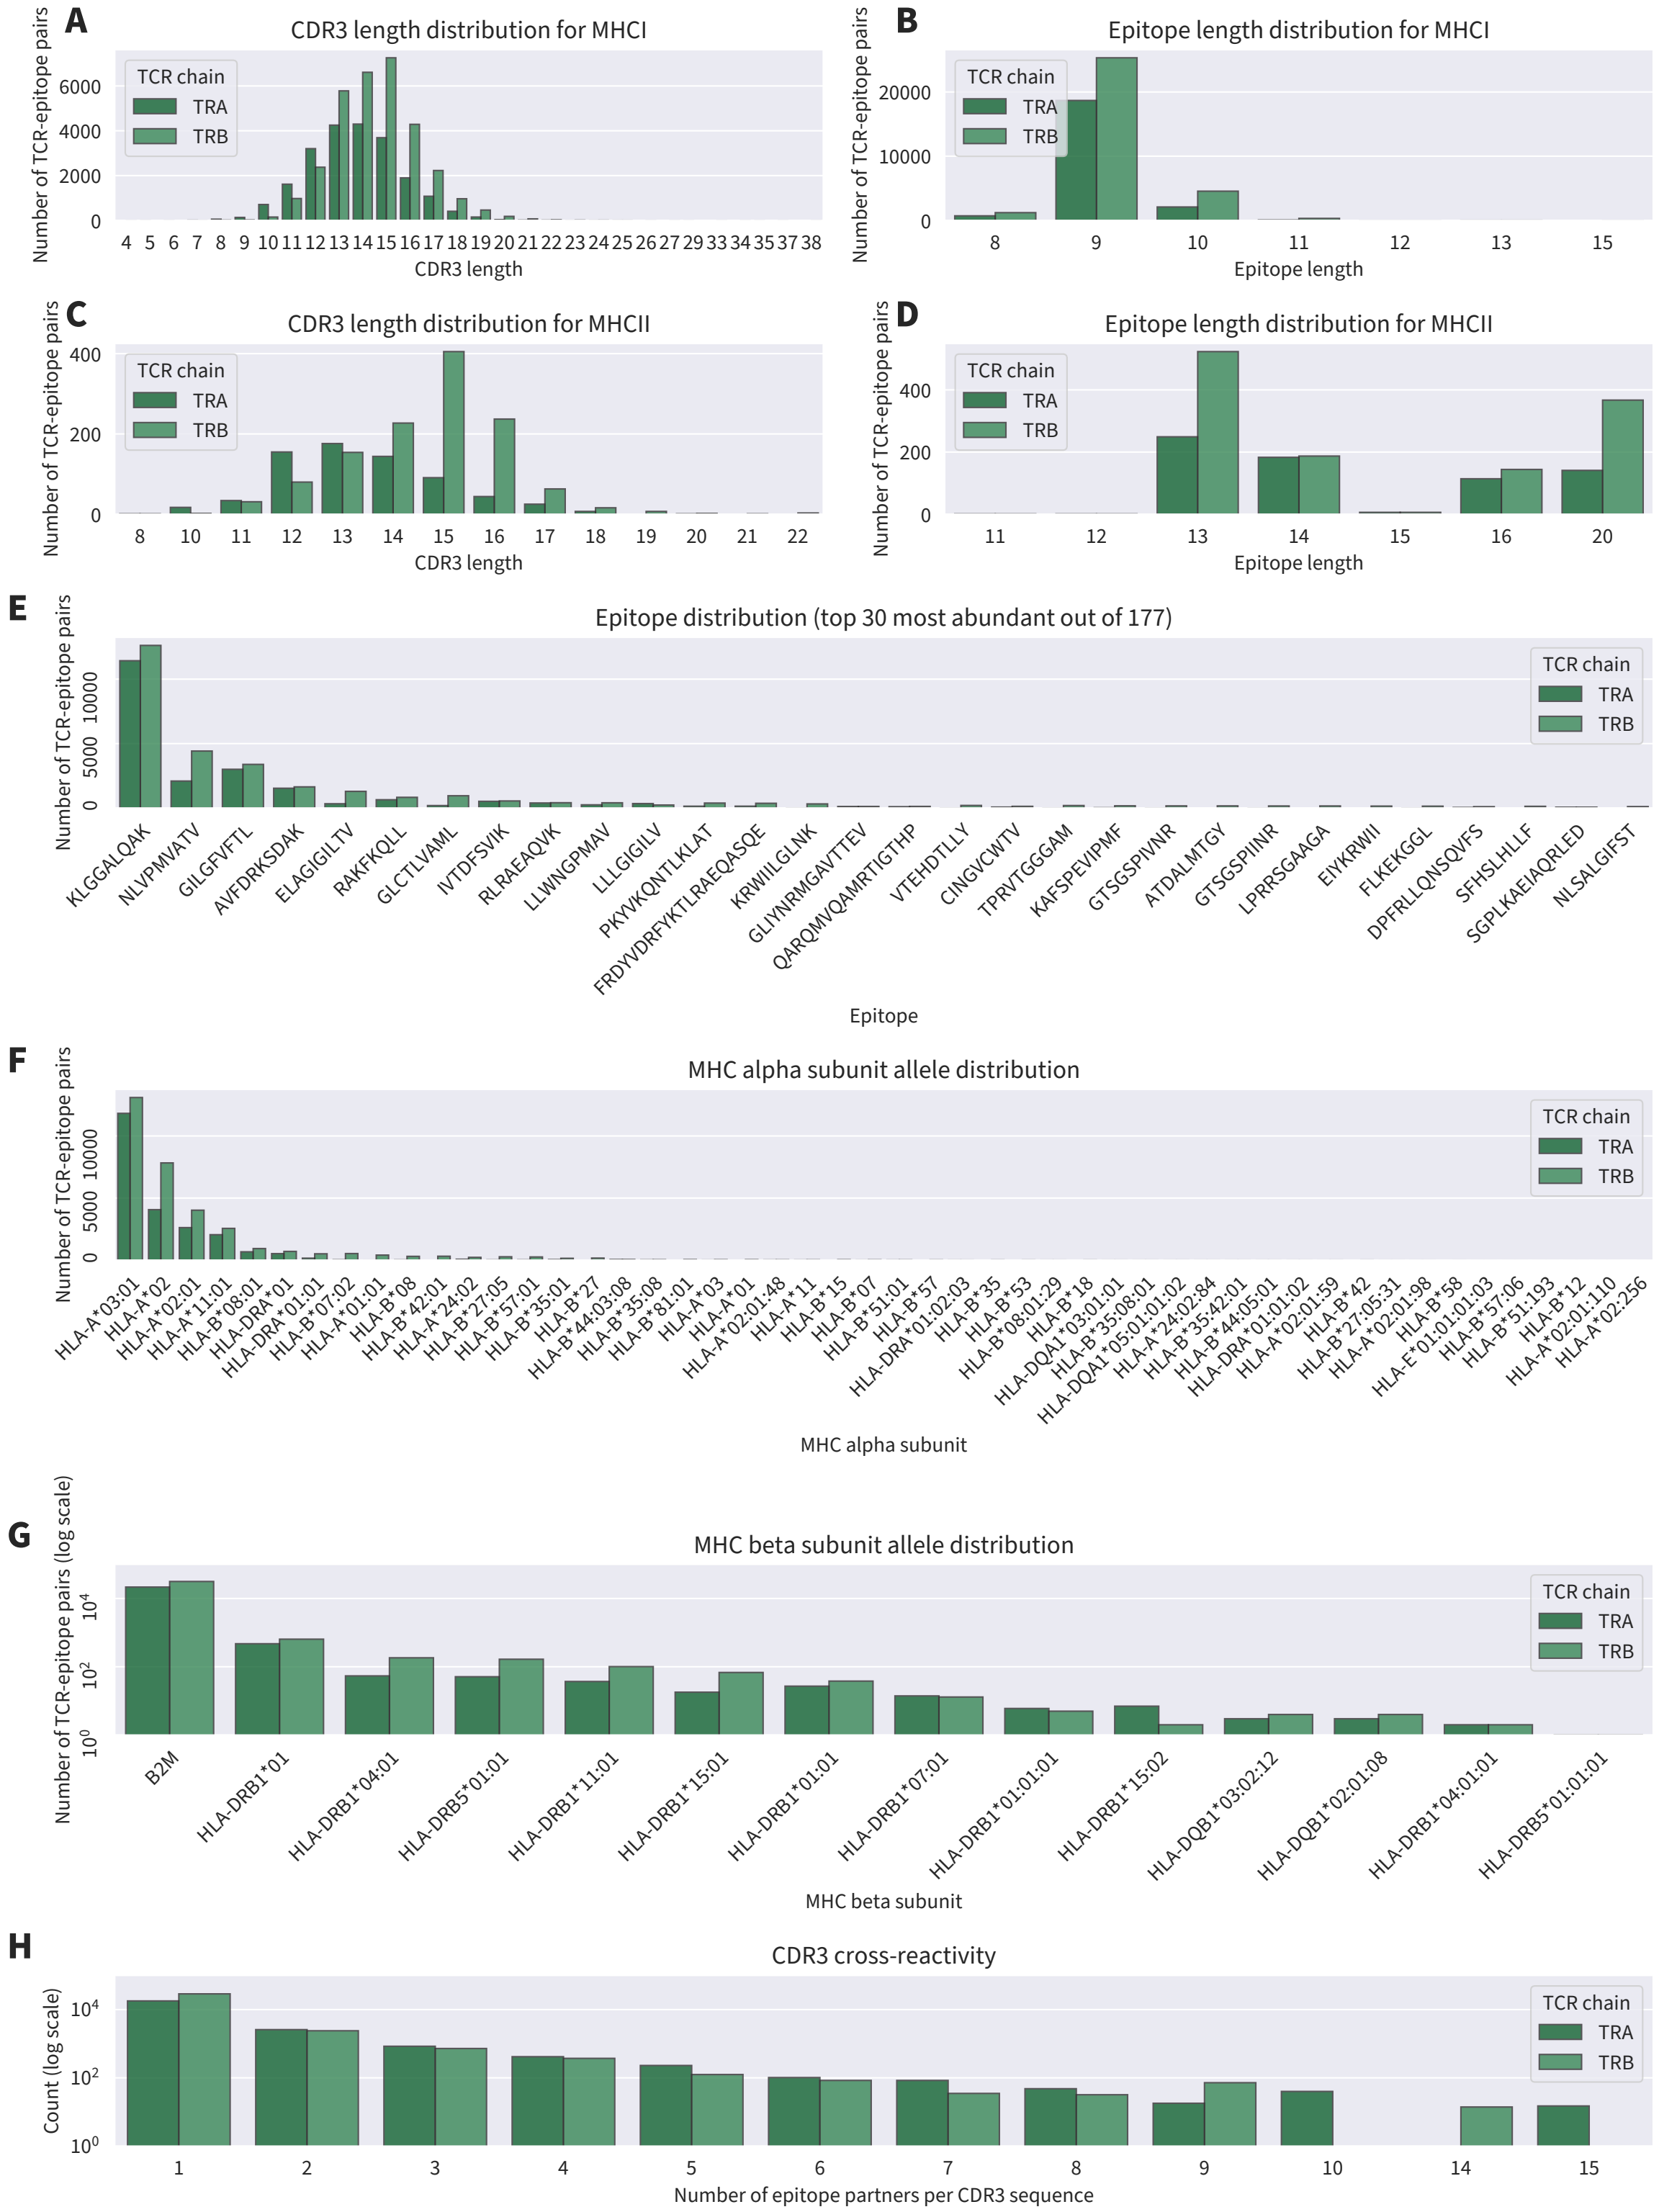 A
CDR3 length distribution for MHCI
Number of TCR-epitope pairs
6000
4000
2000
0
TCR chain
TRA
TRB
4 5 6 7 8 9 10 11 12 13 14 15 16 17 18 19 20 21 22 23 24 25 26 27 29 33 34 35 37 38
CDR3 length
B
Epitope length distribution for MHCI
Number of TCR-epitope pairs
20000
10000
0
TCR chain
TRA
TRB
8 9 10 11 12 13 15
Epitope length
C
CDR3 length distribution for MHCII
Number of TCR-epitope pairs
400
200
0
TCR chain
TRA
TRB
8 10 11 12 13 14 15 16 17 18 19 20 21 22
CDR3 length
D
Epitope length distribution for MHCII
Number of TCR-epitope pairs
400
200
0
TCR chain
TRA
TRB
11 12 13 14 15 16 20
Epitope length
E
Epitope distribution (top 30 most abundant out of 177)
Number of TCR-epitope pairs
10000
5000
0
TCR chain
TRA
TRB
KLGGALQAK
NLVPMVATV
GILGFVFTL
AVFDRKSDAK
ELAGIGILTV
RAKFKQLL
GLCTLVAML
IVTDFSVIK
RLRAEAQVK
LLWNGPMAV
LLLGIGILV
PKYVKQNTLKLAT
FRDYVDRFYKTLRAEQASQE
KRWIILGLNK
GLIYNRMGAVTTEV
QARQMVQAMRTIGTHP
VTEHDTLLY
CINGVCWTV
TPRVTGGGAM
KAFSPEVIPMF
GTSGSPIVNR
ATDALMTGY
GTSGSPIINR
LPRRSGAAGA
EIYKRWII
FLKEKGGL
DPFRLLQNSQVFS
SFHSLHLLF
SGPLKAEIAQRLED
NLSALGIFST
Epitope
F
MHC alpha subunit allele distribution
Number of TCR-epitope pairs
10000
5000
0
TCR chain
TRA
TRB
HLA-A*03:01
HLA-A*02
HLA-A*02:01
HLA-A*11:01
HLA-B*08:01
HLA-DRA*01
HLA-DRA*01:01
HLA-B*07:02
HLA-A*01:01
HLA-B*08
HLA-B*42:01
HLA-A*24:02
HLA-B*27:05
HLA-B*57:01
HLA-B*35:01
HLA-B*27
HLA-B*44:03:08
HLA-B*35:08
HLA-B*81:01
HLA-A*03
HLA-A*01
HLA-A*02:01:48
HLA-A*11
HLA-B*15
HLA-B*07
HLA-B*51:01
HLA-B*57
HLA-DRA*01:02:03
HLA-B*35
HLA-B*53
HLA-B*08:01:29
HLA-B*18
HLA-DQA1*03:01:01
HLA-B*35:08:01
HLA-DQA1*05:01:01:02
HLA-A*24:02:84
HLA-B*35:42:01
HLA-B*44:05:01
HLA-DRA*01:01:02
HLA-A*02:01:59
HLA-B*42
HLA-B*27:05:31
HLA-A*02:01:98
HLA-B*58
HLA-E*01:01:01:03
HLA-B*57:06
HLA-B*51:193
HLA-B*12
HLA-A*02:01:110
HLA-A*02:256
MHC alpha subunit
G
MHC beta subunit allele distribution
Number of TCR-epitope pairs (log scale)
10⁴
10²
10⁰
TCR chain
TRA
TRB
B2M
HLA-DRB1*01
HLA-DRB1*04:01
HLA-DRB5*01:01
HLA-DRB1*11:01
HLA-DRB1*15:01
HLA-DRB1*01:01
HLA-DRB1*07:01
HLA-DRB1*01:01:01
HLA-DRB1*15:02
HLA-DQB1*03:02:12
HLA-DQB1*02:01:08
HLA-DRB1*04:01:01
HLA-DRB5*01:01:01
MHC beta subunit
H
CDR3 cross-reactivity
Count (log scale)
10⁴
10²
10⁰
TCR chain
TRA
TRB
1 2 3 4 5 6 7 8 9 10 14 15
Number of epitope partners per CDR3 sequence